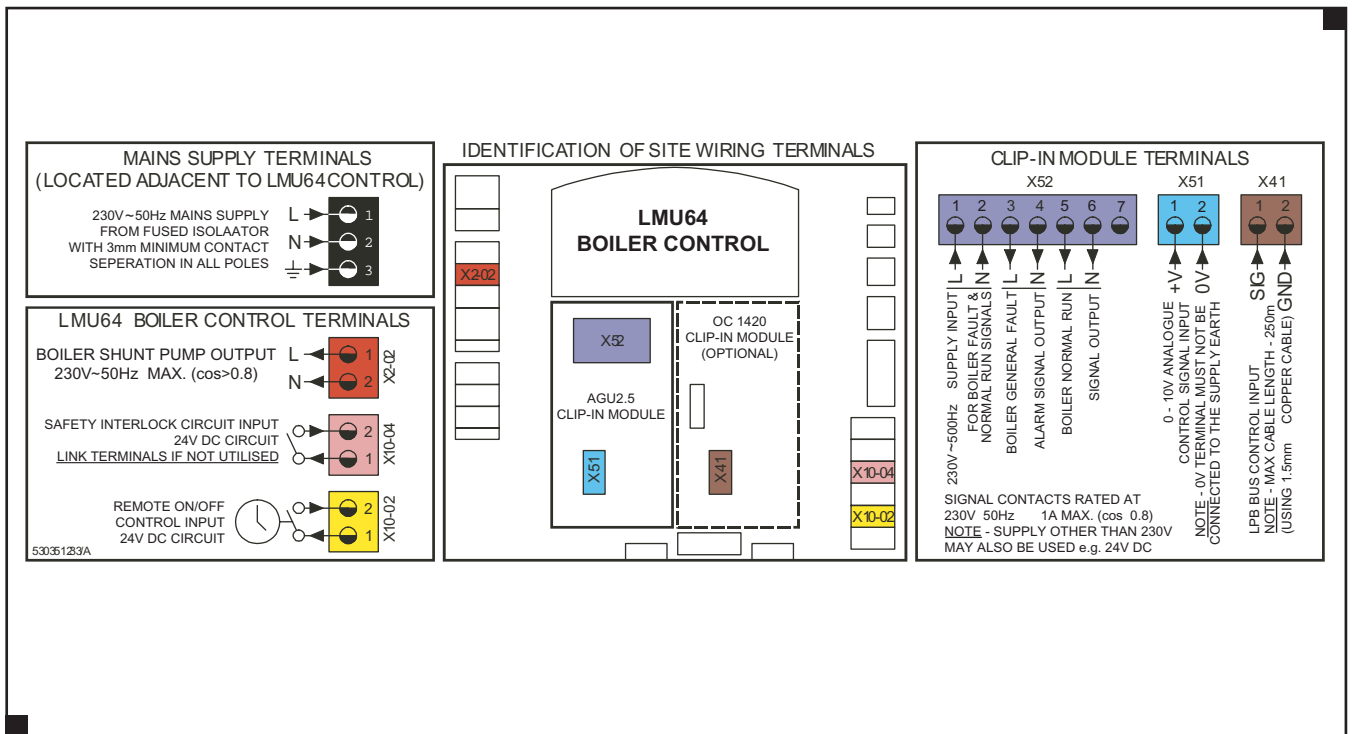 MAINS SUPPLY TERMINALS
(LOCATED ADJACENT TO LMU64 CONTROL)
230V~50Hz MAINS SUPPLY
FROM FUSED ISOLAATOR
WITH 3mm MINIMUM CONTACT
SEPERATION IN ALL POLES
L
N
1
2
3
LMU64 BOILER CONTROL TERMINALS
BOILER SHUNT PUMP OUTPUT
230V~50Hz MAX. (cos>0.8)
L
N
1
2
X2-02
SAFETY INTERLOCK CIRCUIT INPUT
24V DC CIRCUIT
LINK TERMINALS IF NOT UTILISED
2
1
X10-04
REMOTE ON/OFF
CONTROL INPUT
24V DC CIRCUIT
2
1
X10-02
530351283/A
IDENTIFICATION OF SITE WIRING TERMINALS
LMU64
BOILER CONTROL
X2-02
X52
AGU2.5
CLIP-IN MODULE
X51
OC 1420
CLIP-IN MODULE
(OPTIONAL)
X41
X10-04
X10-02
CLIP-IN MODULE TERMINALS
X52
1 2 3 4 5 6 7
L N L N L N
230V~500Hz SUPPLY INPUT
FOR BOILER FAULT &
NORMAL RUN SIGNALS
BOILER GENERAL FAULT
ALARM SIGNAL OUTPUT
BOILER NORMAL RUN
SIGNAL OUTPUT
SIGNAL CONTACTS RATED AT
230V 50Hz 1A MAX. (cos 0.8)
NOTE - SUPPLY OTHER THAN 230V
MAY ALSO BE USED e.g. 24V DC
X51
1 2
+V 0V
0 - 10V ANALOGUE
CONTROL SIGNAL INPUT
NOTE - 0V TERMINAL MUST NOT BE
CONNECTED TO THE SUPPLY EARTH
X41
1 2
SIG GND
LPB BUS CONTROL INPUT
NOTE - MAX CABLE LENGTH - 250m
(USING 1.5mm COPPER CABLE)